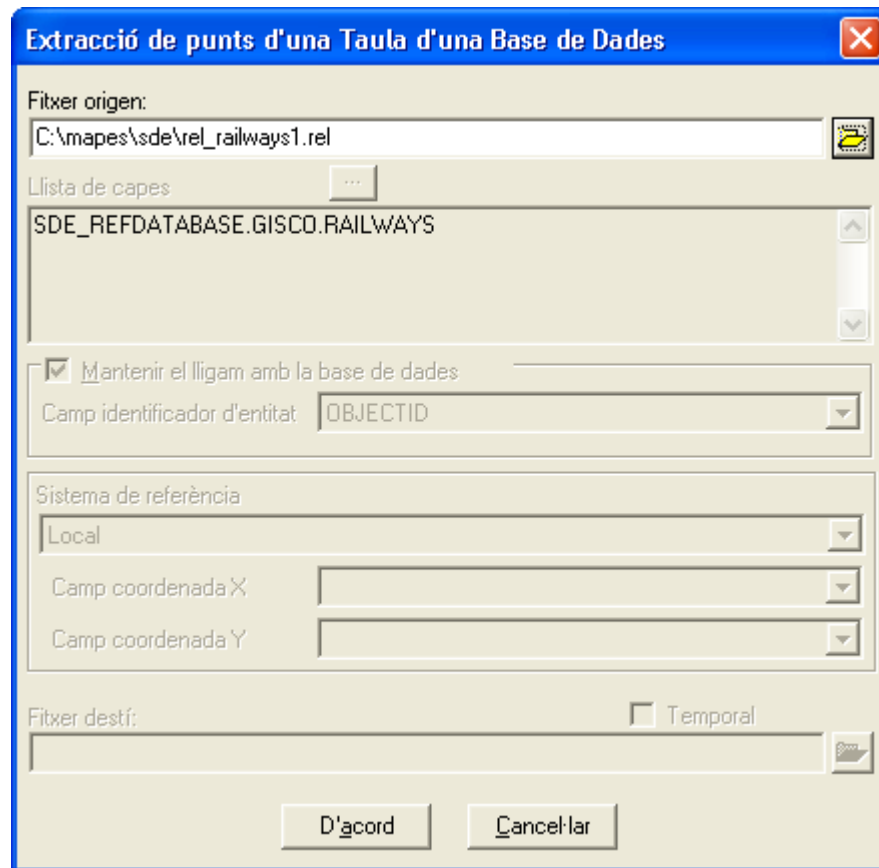 Extracció de punts d'una Taula d'una Base de Dades
Fitxer origen:
C:\mapes\sde\rel_railways1.rel
Llista de capes ...
SDE_REFDATABASE.GISCO.RAILWAYS
Mantenir el lligam amb la base de dades
Camp identificador d'entitat OBJECTID
Sistema de referència
Local
Camp coordenada X
Camp coordenada Y
Fitxer destí: Temporal
D'acord Cancel·lar